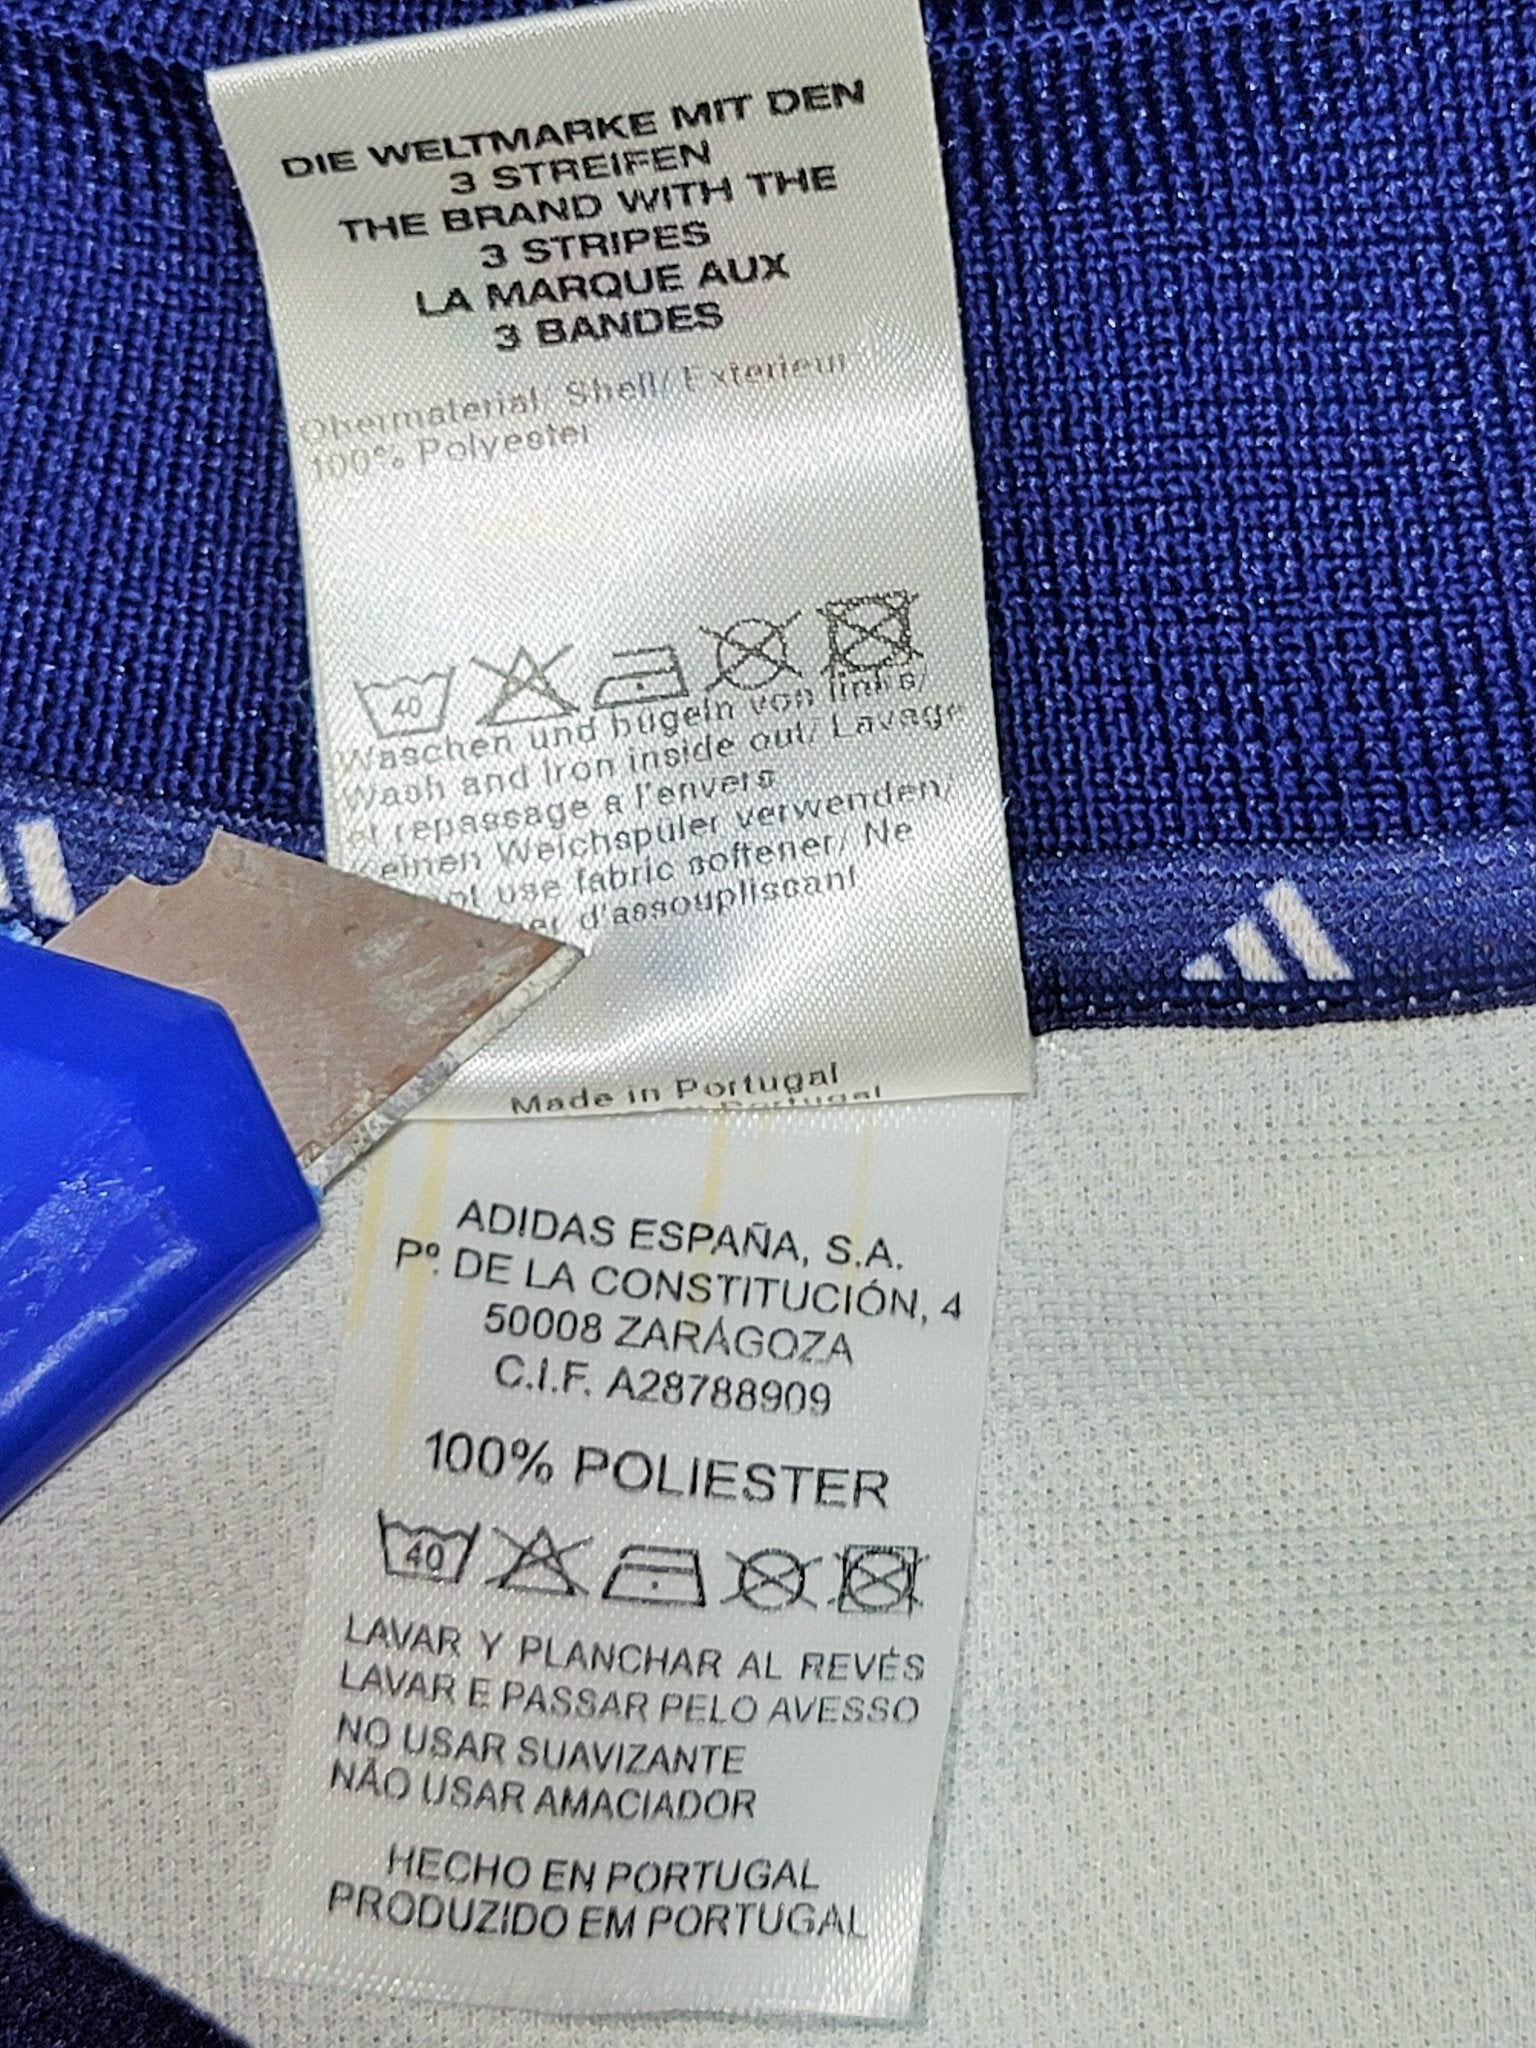 DIE WELTMARKE MIT DEN
3 STREIFEN
THE BRAND WITH THE
3 STRIPES
LA MARQUE AUX
3 BANDES
Obermaterial/ Shell/ Exterieur
100% Polyester
40
Waschen und bügeln von links/
Wash and Iron inside out/ Lavage
et repassage a l'envers
Keinen Weichspüler verwenden/
use fabric softener/ Ne
d'assouplissant
Made in Portugal
Portugal
ADIDAS ESPAÑA, S.A.
Pº. DE LA CONSTITUCIÓN, 4
50008 ZARAGOZA
C.I.F. A28788909
100% POLIESTER
40
LAVAR Y PLANCHAR AL REVÉS
LAVAR E PASSAR PELO AVESSO
NO USAR SUAVIZANTE
NÃO USAR AMACIADOR
HECHO EN PORTUGAL
PRODUZIDO EM PORTUGAL